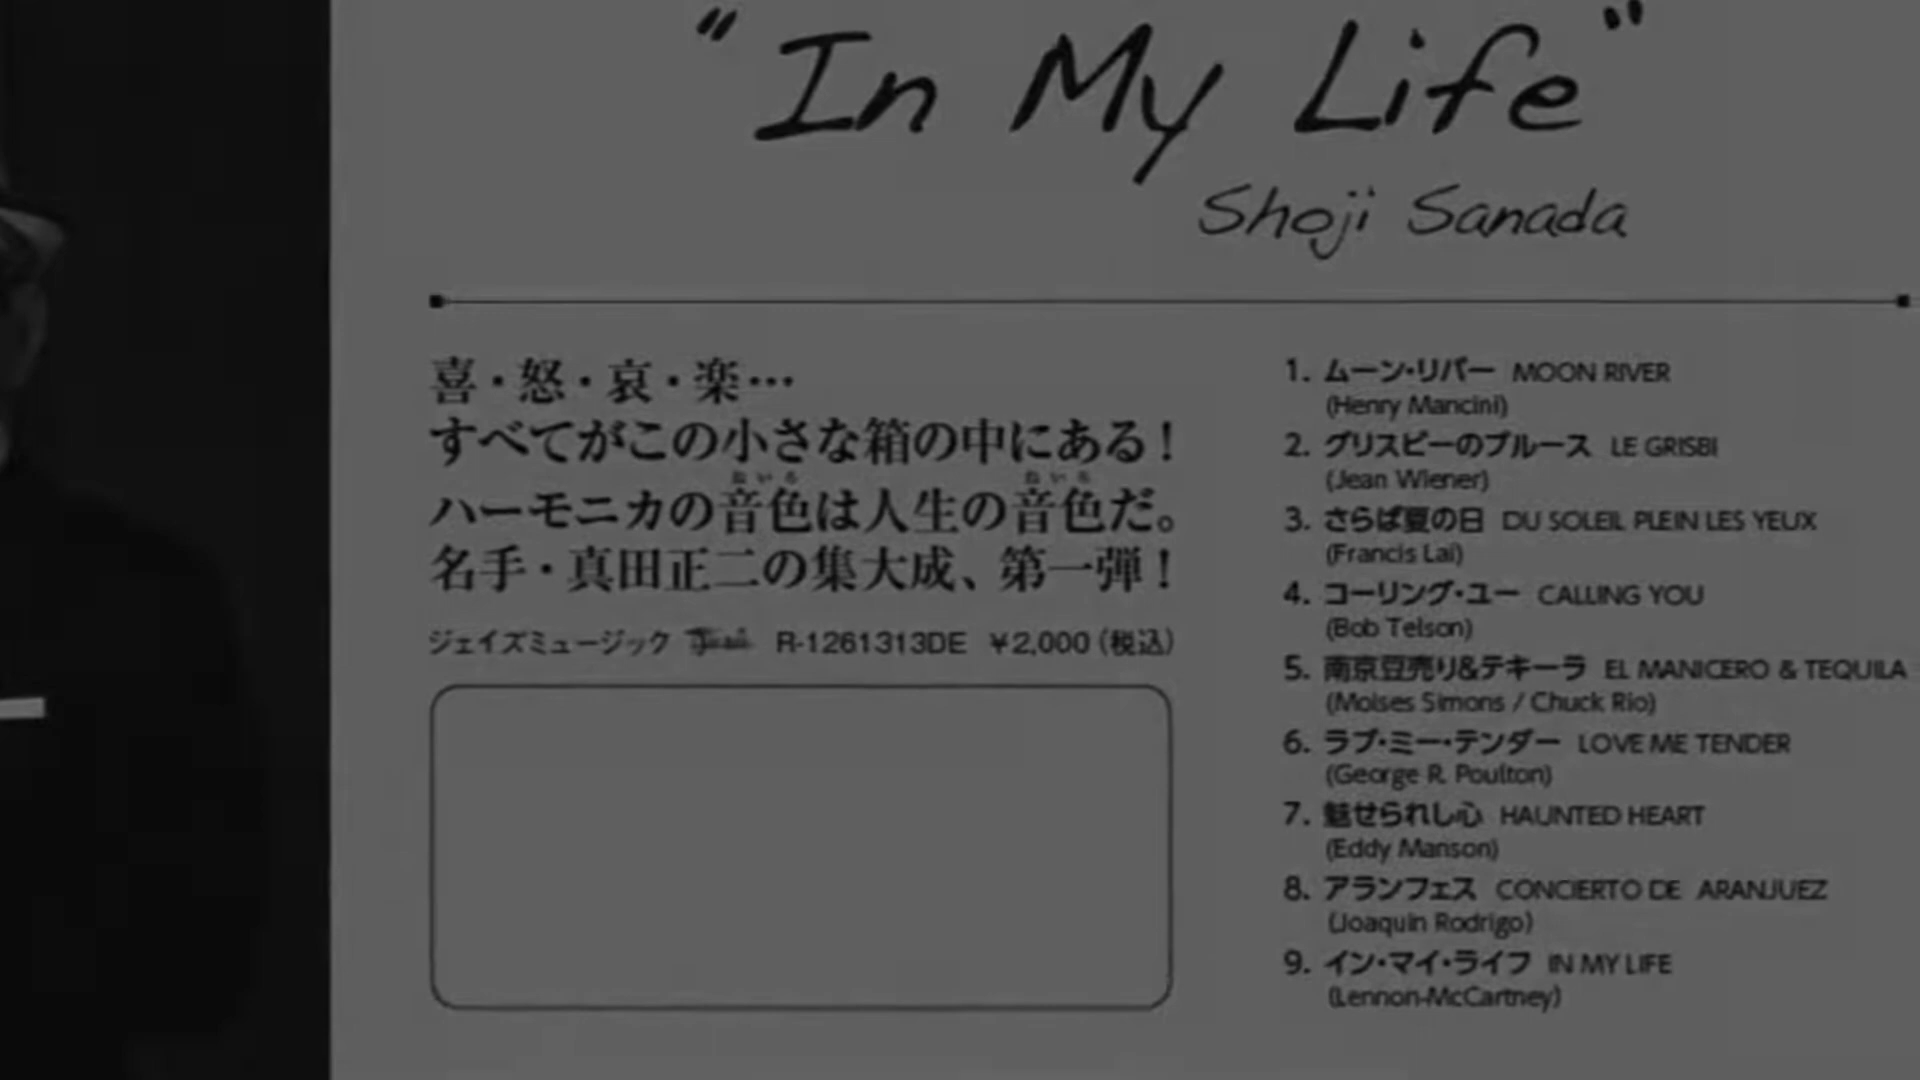 "In My Life"
Shoji Sanada
喜・怒・哀・楽…
すべてがこの小さな箱の中にある！
ハーモニカの音色は人生の音色だ。
名手・真田正二の集大成、第一弾！
ジェイズミュージック R-1261313DE ￥2,000（税込）
1. ムーン・リバー MOON RIVER
(Henry Mancini)
2. グリスビーのブルース LE GRISBI
(Jean Wiener)
3. さらば夏の日 DU SOLEIL PLEIN LES YEUX
(Francis Lai)
4. コーリング・ユー CALLING YOU
(Bob Telson)
5. 南京豆売り&テキーラ EL MANICERO & TEQUILA
(Moises Simons / Chuck Rio)
6. ラブ・ミー・テンダー LOVE ME TENDER
(George R. Poulton)
7. 魅せられし心 HAUNTED HEART
(Eddy Manson)
8. アランフェス CONCIERTO DE ARANJUEZ
(Joaquin Rodrigo)
9. イン・マイ・ライフ IN MY LIFE
(Lennon-McCartney)